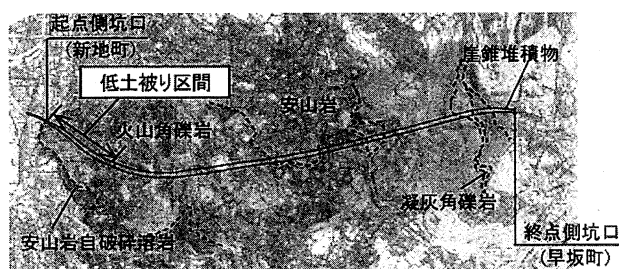 起点側坑口
(新地町)
低土被り区間
崖錐堆積物
安山岩
火山角礫岩
凝灰角礫岩
安山岩自破砕溶岩
終点側坑口
(早坂町)